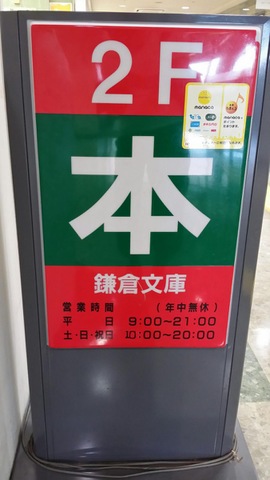 2F
manaca
本
鎌倉文庫
営業時間 (年中無休)
平日 9:00~21:00
土・日・祝日 10:00~20:00